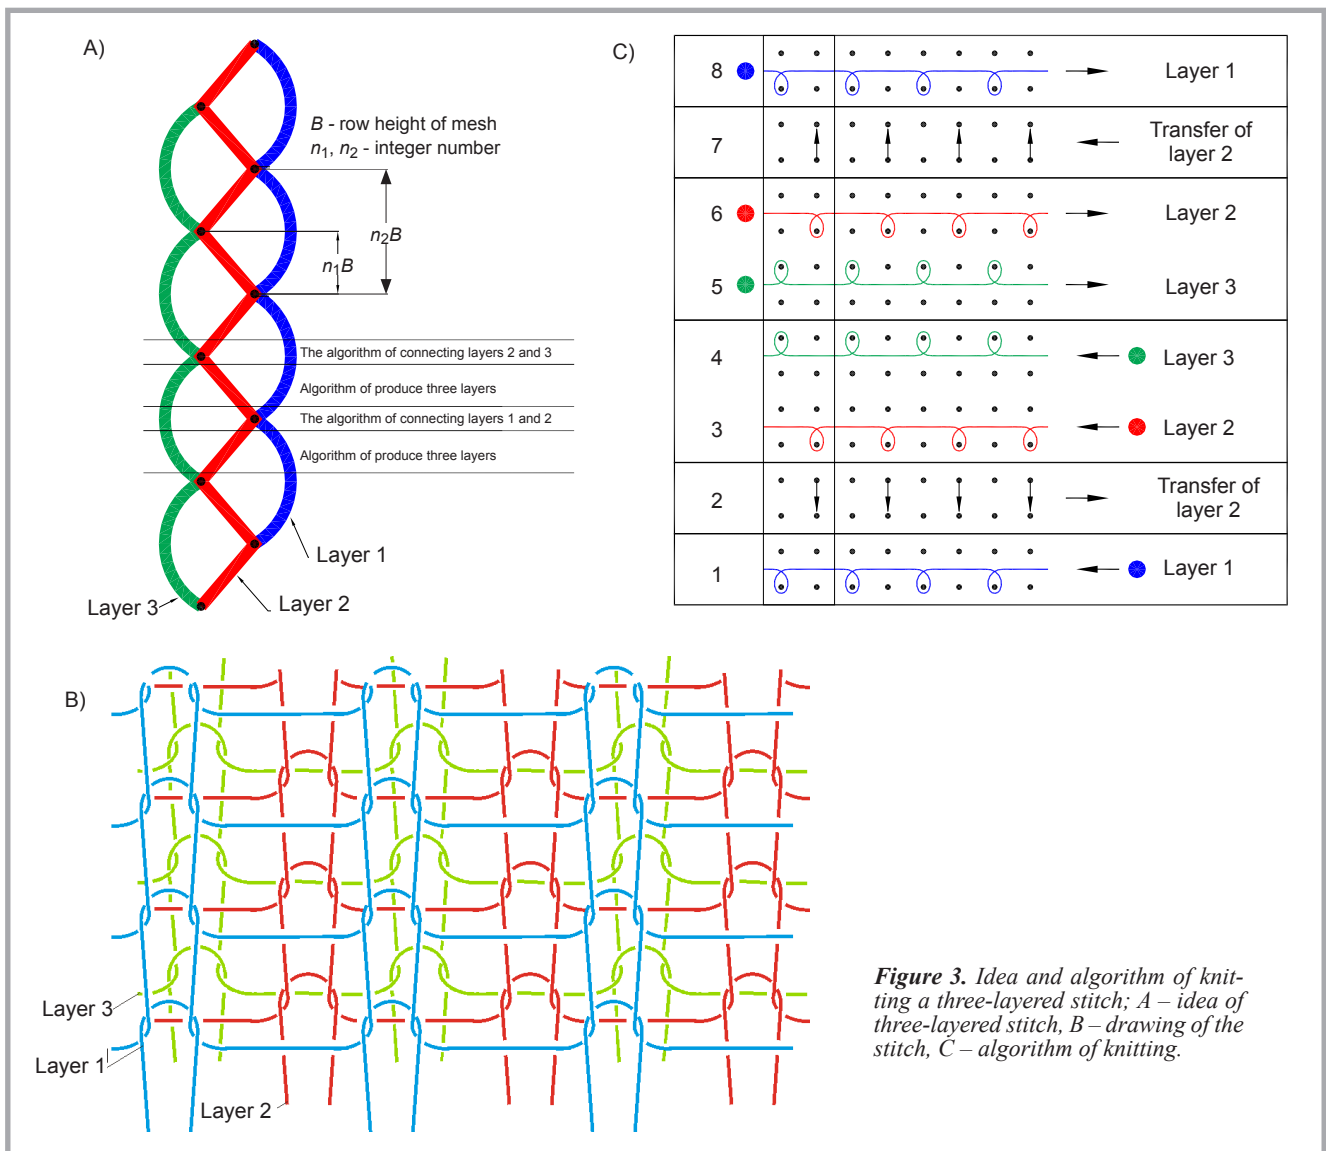 A)
B - row height of mesh
n1, n2 - integer number
n2B
n1B
The algorithm of connecting layers 2 and 3
Algorithm of produce three layers
The algorithm of connecting layers 1 and 2
Algorithm of produce three layers
Layer 1
Layer 2
Layer 3
C)
8 Layer 1
7 Transfer of
layer 2
6 Layer 2
5 Layer 3
4 Layer 3
3 Layer 2
2 Transfer of
layer 2
1 Layer 1
B)
Layer 3
Layer 1
Layer 2
Figure 3. Idea and algorithm of knit-
ting a three-layered stitch; A – idea of
three-layered stitch, B – drawing of the
stitch, C – algorithm of knitting.